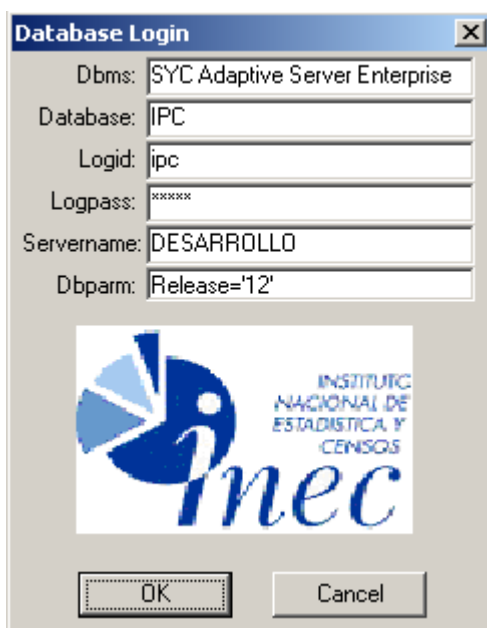 Database Login
Dbms: SYC Adaptive Server Enterprise
Database: IPC
Logid: ipc
Logpass: *****
Servername: DESARROLLO
Dbparm: Release='12'
INSTITUTO
NACIONAL DE
ESTADISTICA Y
CENSOS
inec
OK Cancel